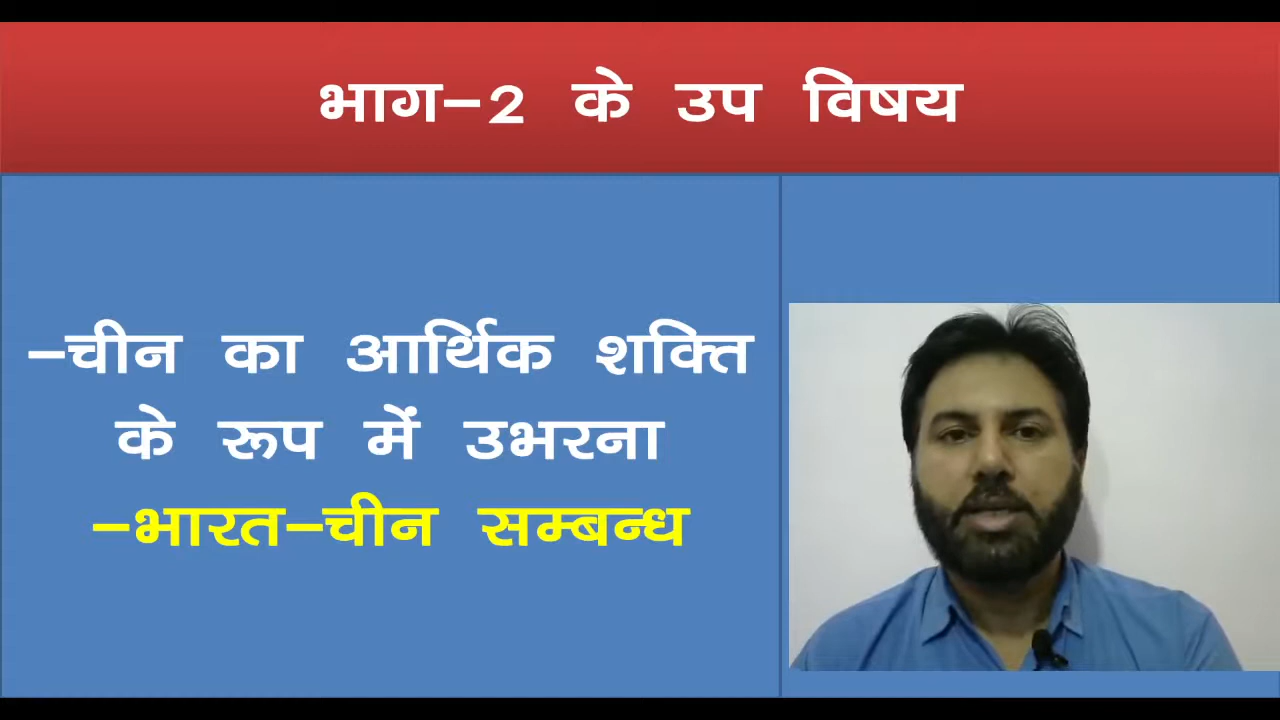 भाग-2 के उप विषय
-चीन का आर्थिक शक्ति
के रूप में उभरना
-भारत-चीन सम्बन्ध